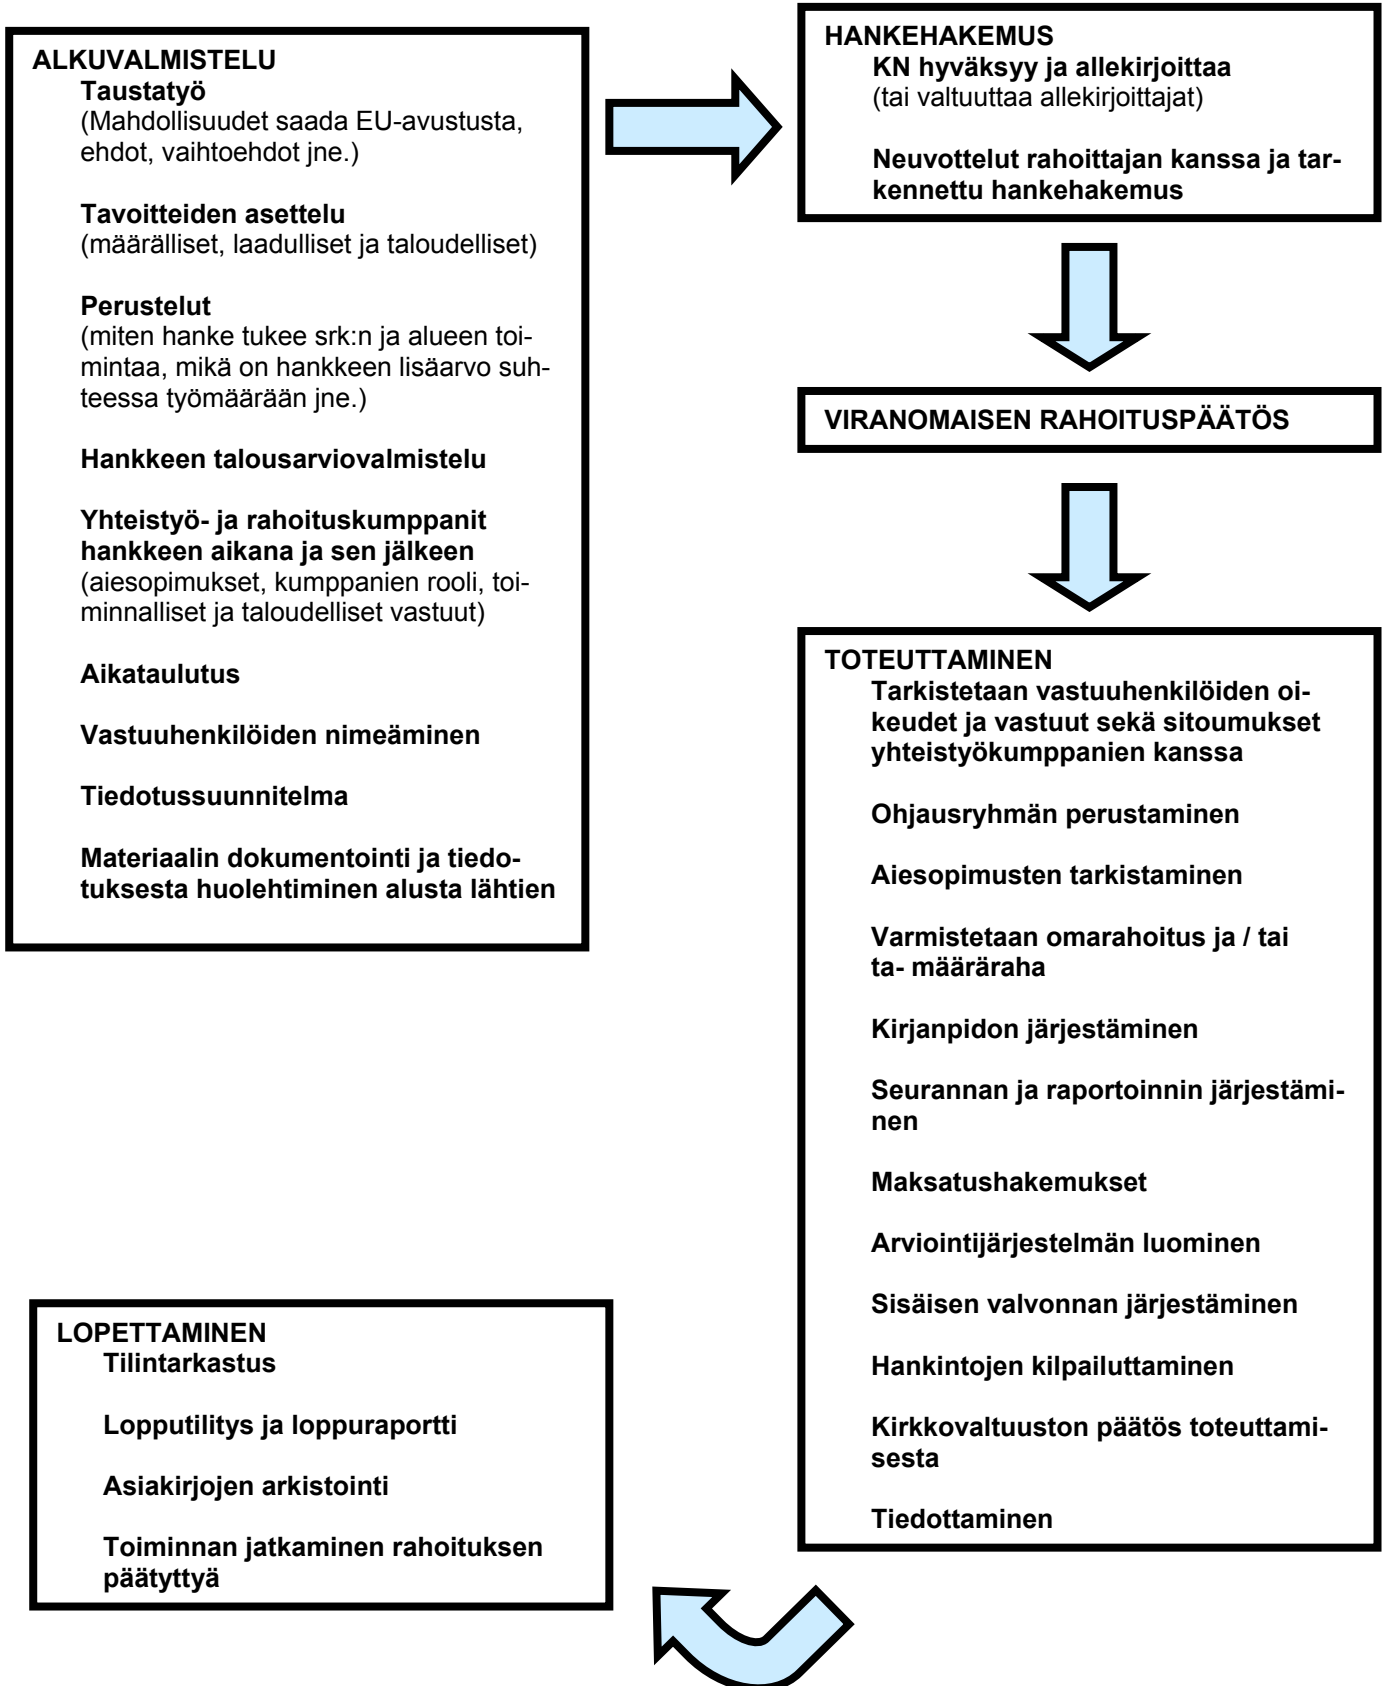 ALKUVALMISTELU
Taustatyö
(Mahdollisuudet saada EU-avustusta,
ehdot, vaihtoehdot jne.)
Tavoitteiden asettelu
(määrälliset, laadulliset ja taloudelliset)
Perustelut
(miten hanke tukee srk:n ja alueen toi-
mintaa, mikä on hankkeen lisäarvo suh-
teessa työmäärään jne.)
Hankkeen talousarviovalmistelu
Yhteistyö- ja rahoituskumppanit
hankkeen aikana ja sen jälkeen
(aiesopimukset, kumppanien rooli, toi-
minnalliset ja taloudelliset vastuut)
Aikataulutus
Vastuuhenkilöiden nimeäminen
Tiedotussuunnitelma
Materiaalin dokumentointi ja tiedo-
tuksesta huolehtiminen alusta lähtien
HANKEHAKEMUS
KN hyväksyy ja allekirjoittaa
(tai valtuuttaa allekirjoittajat)
Neuvottelut rahoittajan kanssa ja tar-
kennettu hankehakemus
VIRANOMAISEN RAHOITUSPÄÄTÖS
TOTEUTTAMINEN
Tarkistetaan vastuuhenkilöiden oi-
keudet ja vastuut sekä sitoumukset
yhteistyökumppanien kanssa
Ohjausryhmän perustaminen
Aiesopimusten tarkistaminen
Varmistetaan omarahoitus ja / tai
ta- määräraha
Kirjanpidon järjestäminen
Seurannan ja raportoinnin järjestämi-
nen
Maksatushakemukset
Arviointijärjestelmän luominen
Sisäisen valvonnan järjestäminen
Hankintojen kilpailuttaminen
Kirkkovaltuuston päätös toteuttami-
sesta
Tiedottaminen
LOPETTAMINEN
Tilintarkastus
Lopputilitys ja loppuraportti
Asiakirjojen arkistointi
Toiminnan jatkaminen rahoituksen
päätyttyä